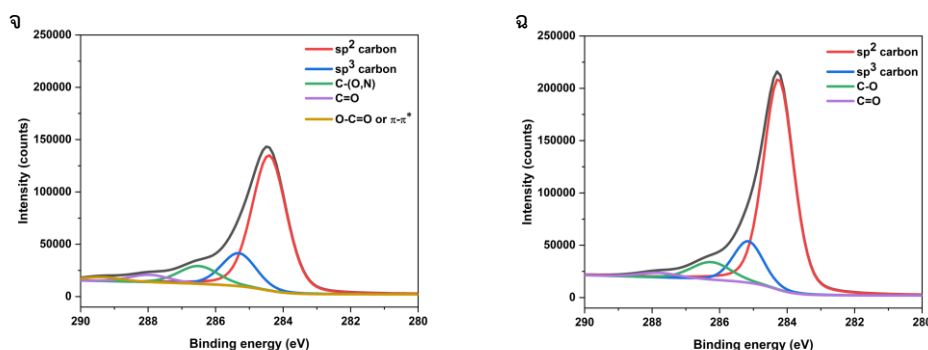 จ
250000
200000
150000
100000
50000
0
Intensity (counts)
sp² carbon
sp³ carbon
C-(O,N)
C=O
O-C=O or π-π*
290 288 286 284 282 280
Binding energy (eV)
ฉ
250000
200000
150000
100000
50000
0
Intensity (counts)
sp² carbon
sp³ carbon
C-O
C=O
290 288 286 284 282 280
Binding energy (eV)